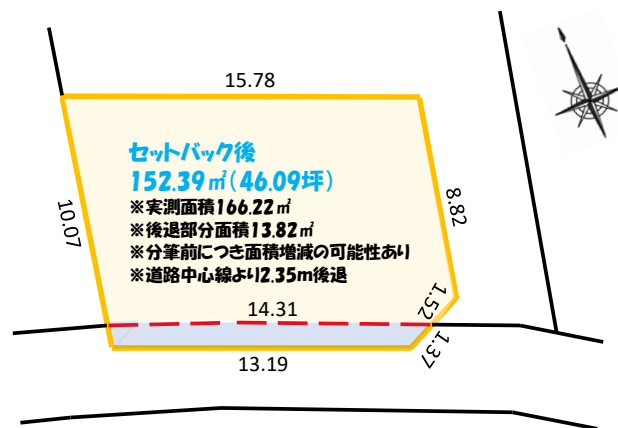 15.78
セットバック後
152.39㎡(46.09坪)
※実測面積166.22㎡
※後退部分面積13.82㎡
※分筆前につき面積増減の可能性あり
※道路中心線より2.35m後退
10.07
8.82
1.52
14.31
1.37
13.19